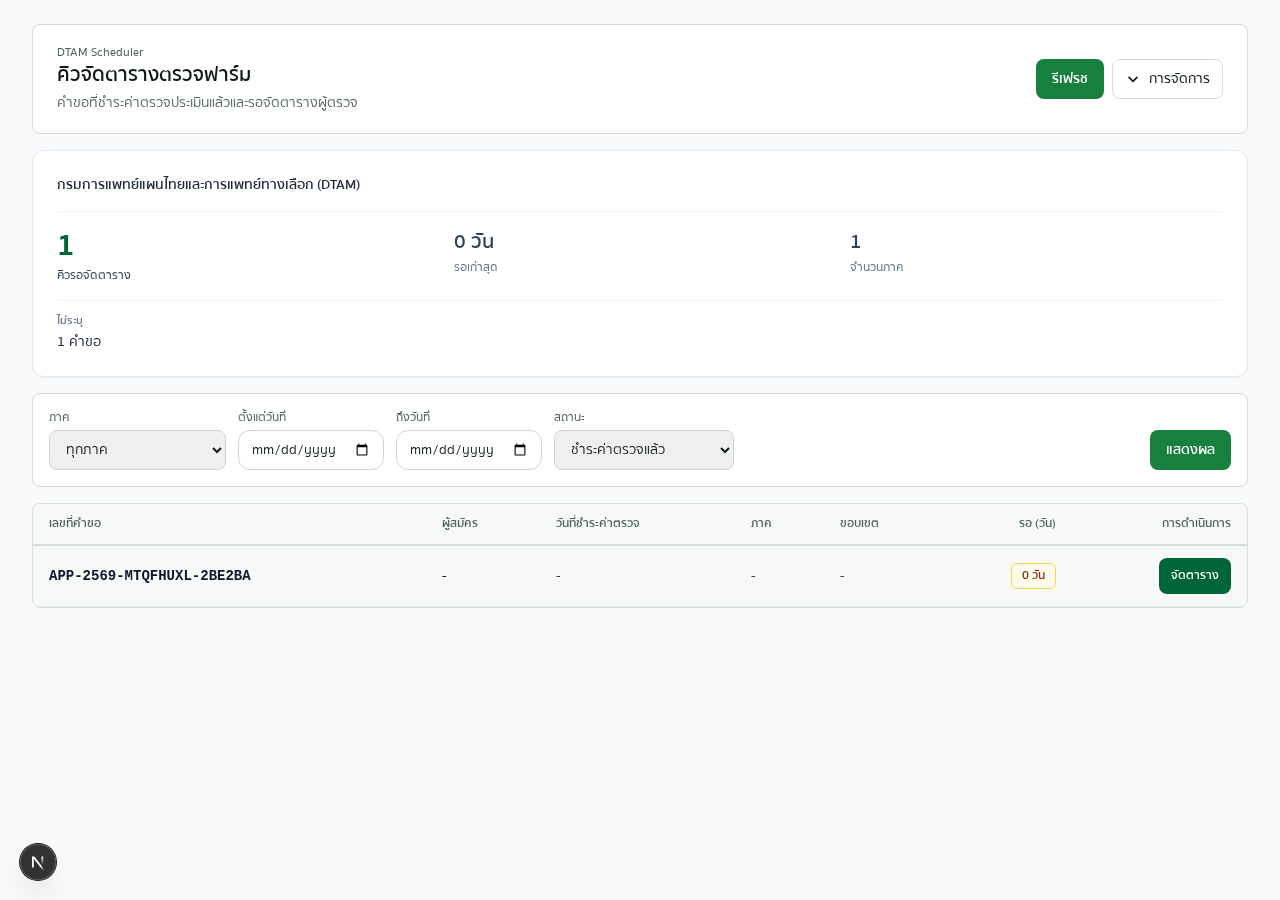 DTAM Scheduler
คิวจัดตารางตรวจฟาร์ม
คำขอที่ชำระค่าตรวจประเมินแล้วและรอจัดตารางผู้ตรวจ
รีเฟรช
การจัดการ
กรมการแพทย์แผนไทยและการแพทย์ทางเลือก (DTAM)
1
คิวรอจัดตาราง
0 วัน
รอเก่าสุด
1
จำนวนภาค
ไม่ระบุ
1 คำขอ
ภาค
ทุกภาค
ตั้งแต่วันที่
mm/dd/yyyy
ถึงวันที่
mm/dd/yyyy
สถานะ
ชำระค่าตรวจแล้ว
แสดงผล
เลขที่คำขอ ผู้สมัคร วันที่ชำระค่าตรวจ ภาค ขอบเขต รอ (วัน) การดำเนินการ
APP-2569-MTQFHUXL-2BE2BA - - - - 0 วัน จัดตาราง
N